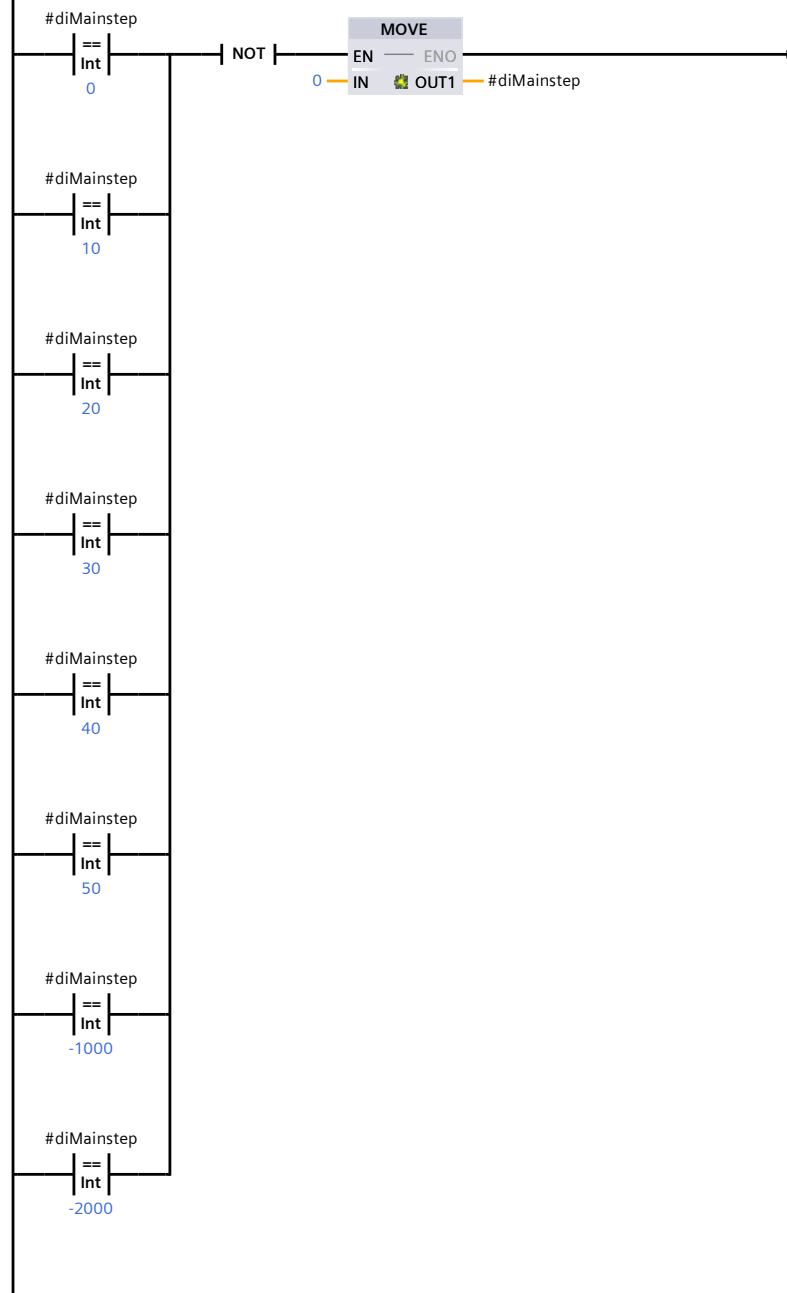 #diMainstep
==
Int
0
NOT
MOVE
EN
ENO
0
IN
OUT1
#diMainstep
#diMainstep
==
Int
10
#diMainstep
==
Int
20
#diMainstep
==
Int
30
#diMainstep
==
Int
40
#diMainstep
==
Int
50
#diMainstep
==
Int
-1000
#diMainstep
==
Int
-2000